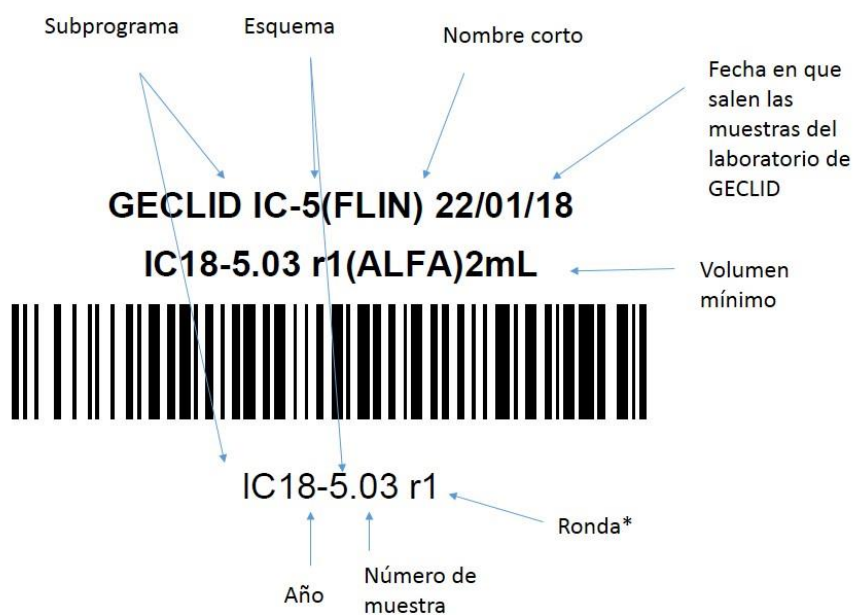 Subprograma
Esquema
Nombre corto
Fecha en que
salen las
muestras del
laboratorio de
GECLID
GECLID IC-5(FLIN) 22/01/18
IC18-5.03 r1(ALFA)2mL
Volumen
mínimo
IC18-5.03 r1
Ronda*
Año
Número de
muestra